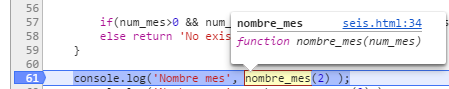 56
57 if(num_mes>0 && num_
58 else return 'No exis
59 }
60
61 console.log('Nombre mes', nombre_mes(2) );
nombre_mes seis.html:34
function nombre_mes(num_mes)